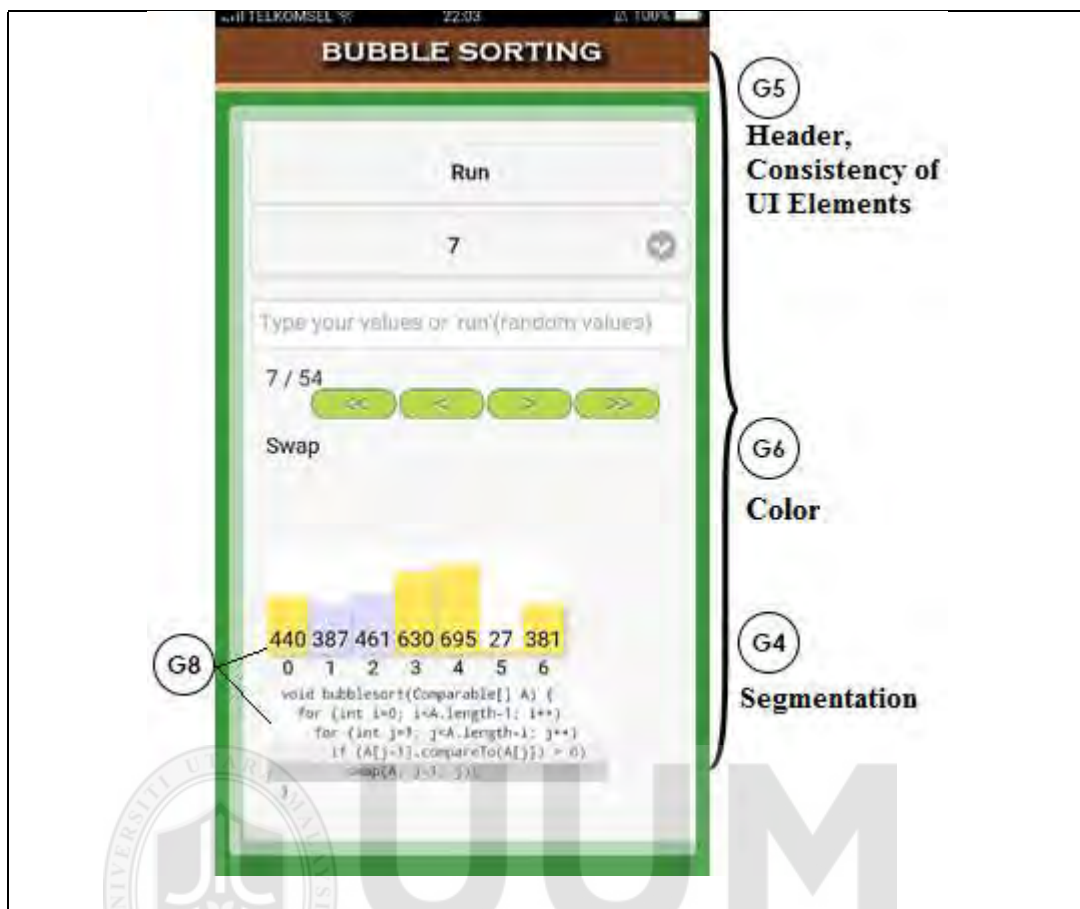 TELKOMSEL 22:03 100%
BUBBLE SORTING
G5
Header,
Consistency of
UI Elements
Run
7
Type your values or 'run'(random values)
7 / 54
<< < > >>
Swap
G6
Color
440 387 461 630 695 27 381
0 1 2 3 4 5 6
G8
G4
Segmentation
void bubblesort(Comparable[] A) {
for (int i=0; i<A.length-1; i++)
for (int j=1; j<A.length-i; j++)
if (A[j-1].compareTo(A[j]) > 0)
swap(A, j-1, j);
}
UUM